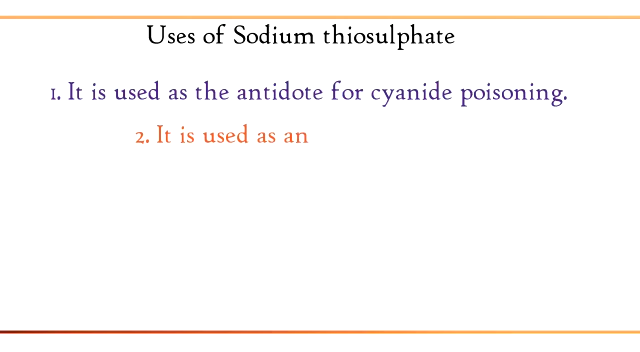 Uses of Sodium thiosulphate
1. It is used as the antidote for cyanide poisoning.
2. It is used as an